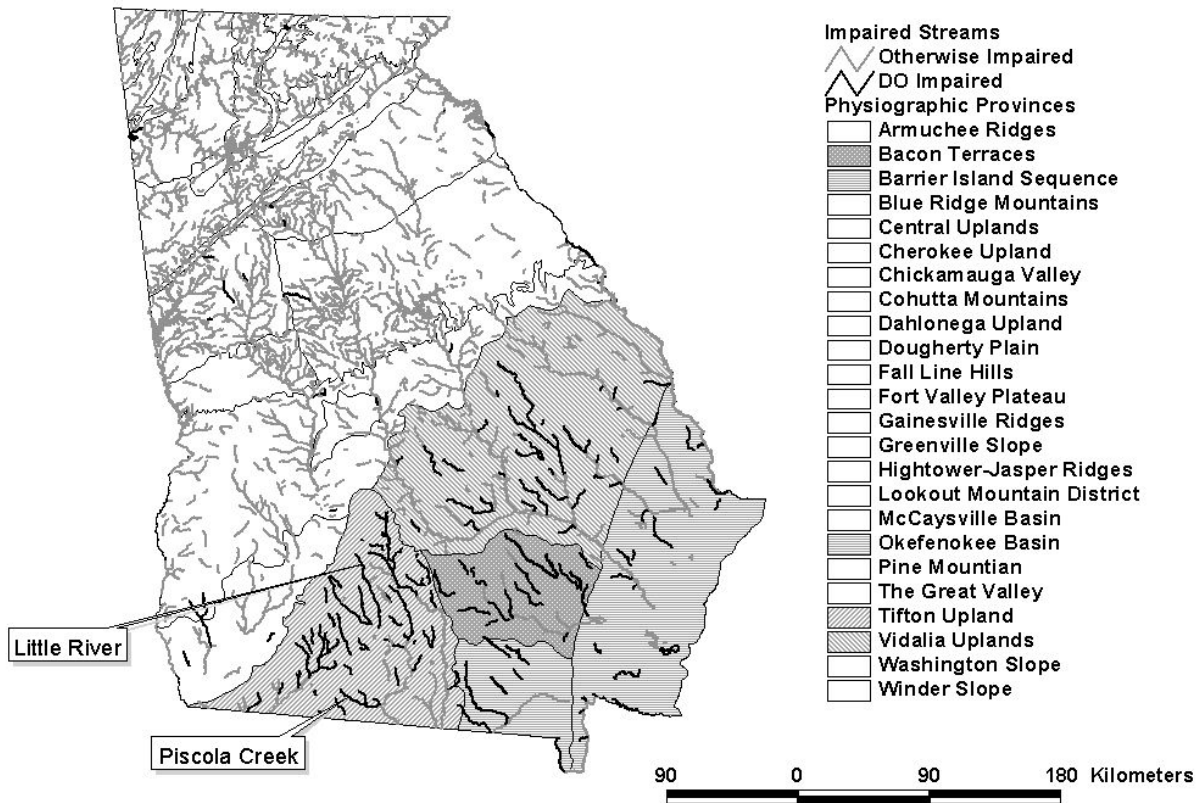 Impaired Streams
Otherwise Impaired
DO Impaired
Physiographic Provinces
Armuchee Ridges
Bacon Terraces
Barrier Island Sequence
Blue Ridge Mountains
Central Uplands
Cherokee Upland
Chickamauga Valley
Cohutta Mountains
Dahlonega Upland
Dougherty Plain
Fall Line Hills
Fort Valley Plateau
Gainesville Ridges
Greenville Slope
Hightower-Jasper Ridges
Lookout Mountain District
McCaysville Basin
Okefenokee Basin
Pine Mountian
The Great Valley
Tifton Upland
Vidalia Uplands
Washington Slope
Winder Slope
Little River
Piscola Creek
90 0 90 180 Kilometers